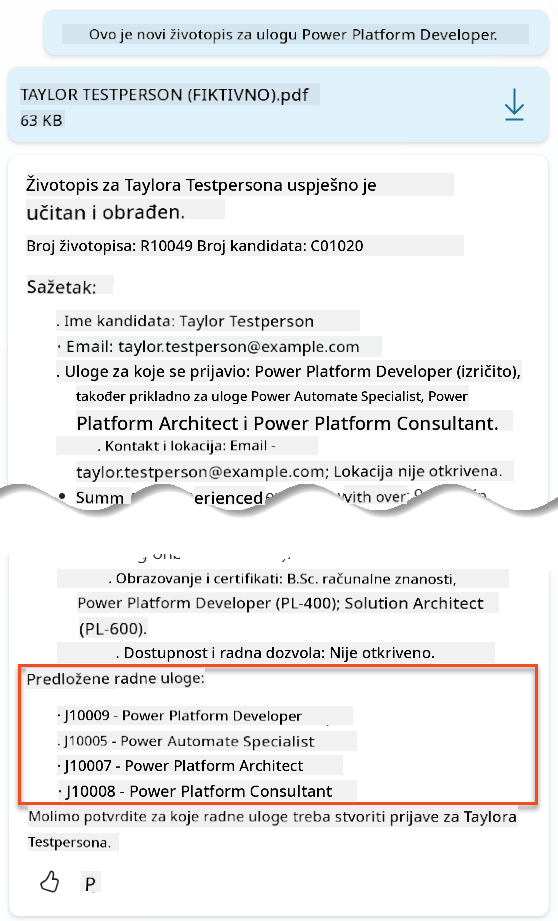 Ovo je novi životopis za ulogu Power Platform Developer.
TAYLOR TESTPERSON (FIKTIVNO).pdf
63 KB
Životopis za Taylora Testpersona uspješno je
učitan i obrađen.
Broj životopisa: R10049 Broj kandidata: C01020
Sažetak:
. Ime kandidata: Taylor Testperson
· Email: taylor.testperson@example.com
. Uloge za koje se prijavio: Power Platform Developer (izričito),
također prikladno za uloge Power Automate Specialist, Power
Platform Architect i Power Platform Consultant.
. Kontakt i lokacija: Email -
taylor.testperson@example.com; Lokacija nije otkrivena.
• Summ erienced with over
. Obrazovanje i certifikati: B.Sc. računalne znanosti,
Power Platform Developer (PL-400); Solution Architect
(PL-600).
. Dostupnost i radna dozvola: Nije otkriveno.
Predložene radne uloge:
· J10009 - Power Platform Developer
. J10005 - Power Automate Specialist
· J10007 - Power Platform Architect
· J10008 - Power Platform Consultant
Molimo potvrdite za koje radne uloge treba stvoriti prijave za Taylora
Testpersona.
P